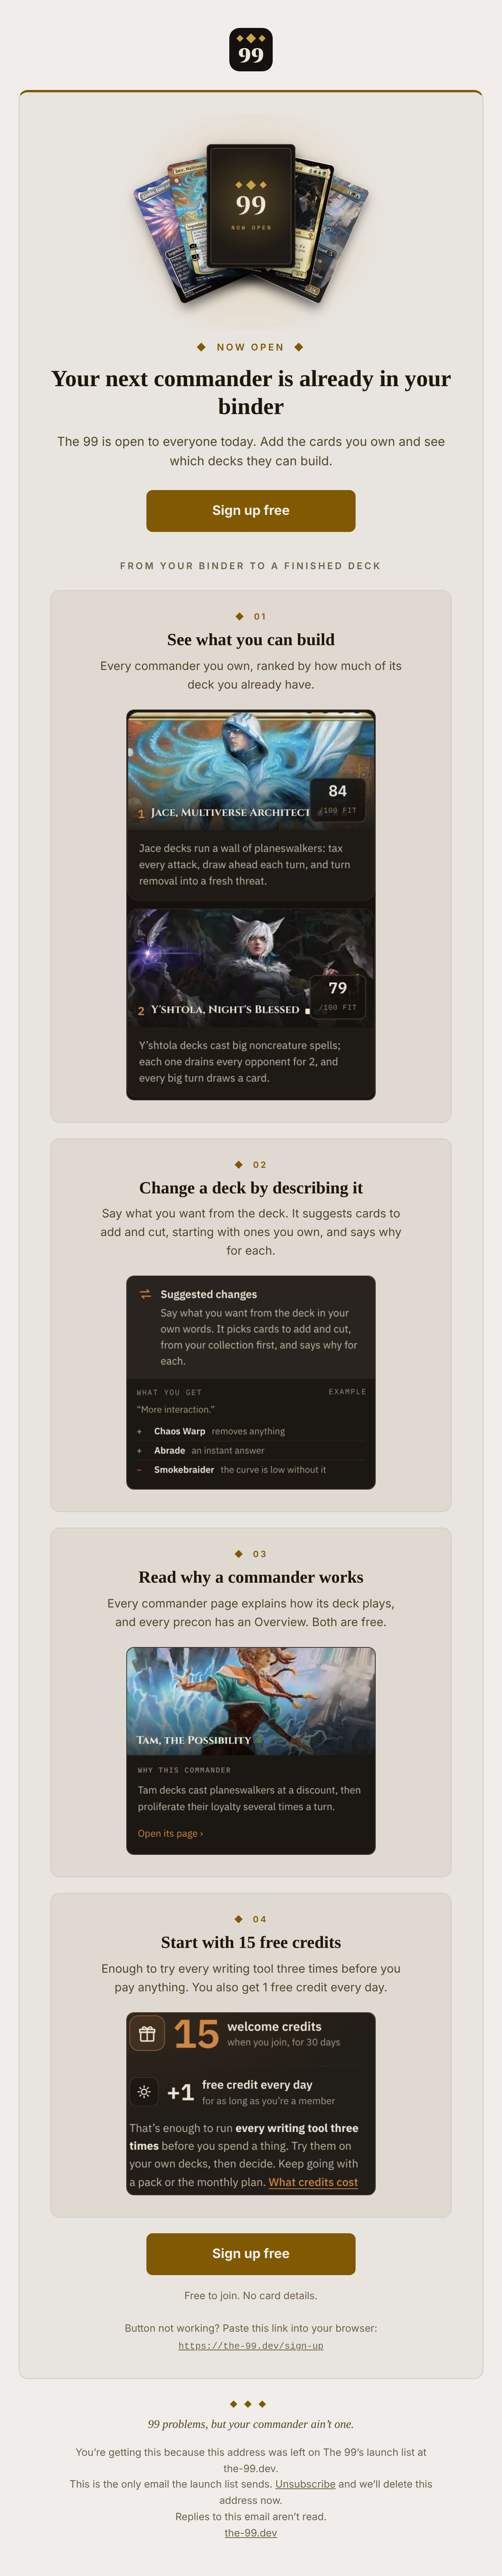 99
99
NOW OPEN
NOW OPEN
Your next commander is already in your
binder
The 99 is open to everyone today. Add the cards you own and see
which decks they can build.
Sign up free
FROM YOUR BINDER TO A FINISHED DECK
01
See what you can build
Every commander you own, ranked by how much of its
deck you already have.
1 Jace, Multiverse Architect
84
/100 FIT
Jace decks run a wall of planeswalkers: tax
every attack, draw ahead each turn, and turn
removal into a fresh threat.
2 Y'shtola, Night's Blessed
79
/100 FIT
Y'shtola decks cast big noncreature spells;
each one drains every opponent for 2, and
every big turn draws a card.
02
Change a deck by describing it
Say what you want from the deck. It suggests cards to
add and cut, starting with ones you own, and says why
for each.
Suggested changes
Say what you want from the deck in your
own words. It picks cards to add and cut,
from your collection first, and says why for
each.
WHAT YOU GET EXAMPLE
“More interaction.”
+ Chaos Warp removes anything
+ Abrade an instant answer
− Smokebraider the curve is low without it
03
Read why a commander works
Every commander page explains how its deck plays,
and every precon has an Overview. Both are free.
Tam, the Possibility
WHY THIS COMMANDER
Tam decks cast planeswalkers at a discount, then
proliferate their loyalty several times a turn.
Open its page ›
04
Start with 15 free credits
Enough to try every writing tool three times before you
pay anything. You also get 1 free credit every day.
15 welcome credits
when you join, for 30 days
+1 free credit every day
for as long as you’re a member
That’s enough to run every writing tool three
times before you spend a thing. Try them on
your own decks, then decide. Keep going with
a pack or the monthly plan. What credits cost
Sign up free
Free to join. No card details.
Button not working? Paste this link into your browser:
https://the-99.dev/sign-up
99 problems, but your commander ain’t one.
You’re getting this because this address was left on The 99’s launch list at
the-99.dev.
This is the only email the launch list sends. Unsubscribe and we’ll delete this
address now.
Replies to this email aren’t read.
the-99.dev